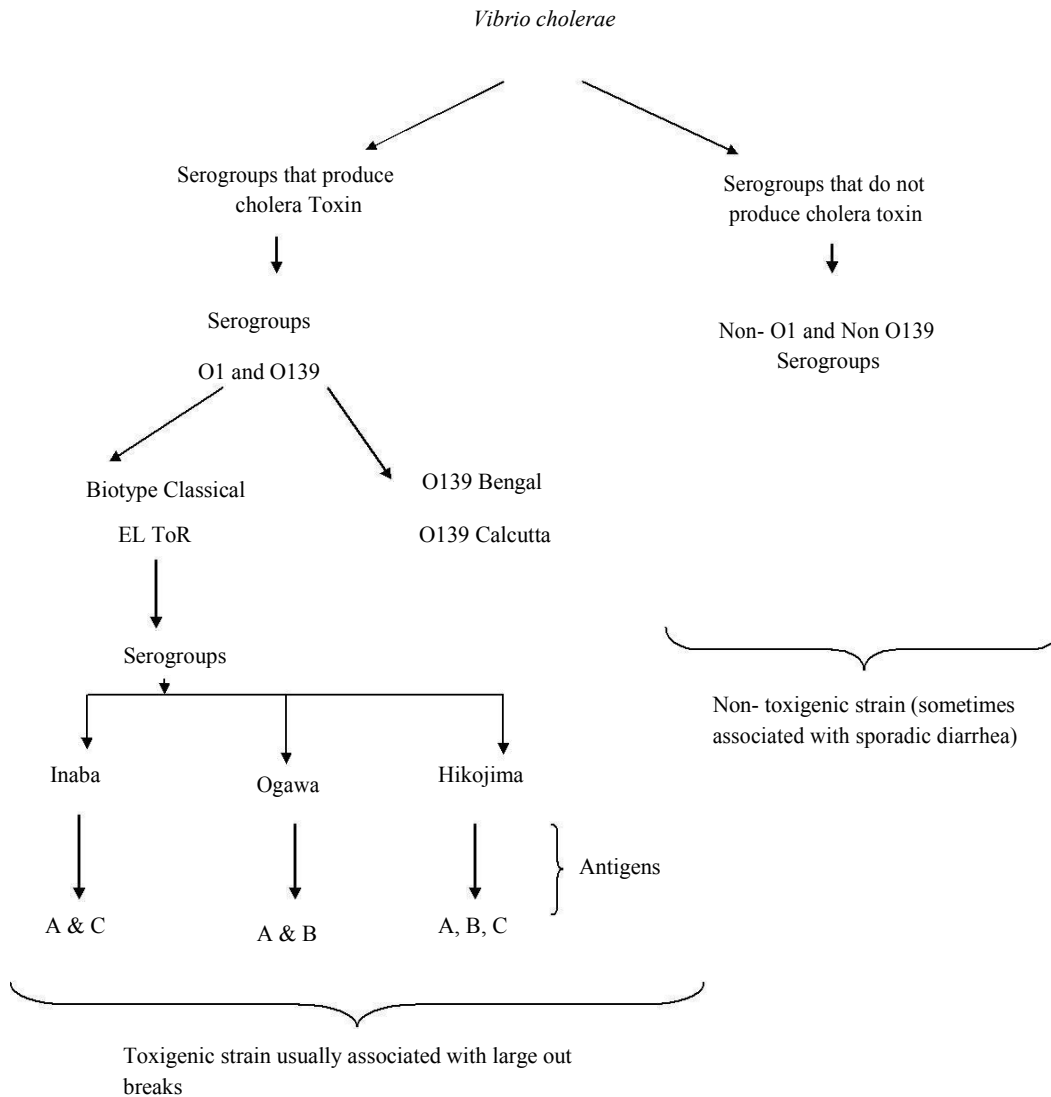 Vibrio cholerae
Serogroups that produce
cholera Toxin
Serogroups that do not
produce cholera toxin
Serogroups
O1 and O139
Non- O1 and Non O139
Serogroups
Biotype Classical
EL ToR
O139 Bengal
O139 Calcutta
Serogroups
Non- toxigenic strain (sometimes
associated with sporadic diarrhea)
Inaba
Ogawa
Hikojima
Antigens
A & C
A & B
A, B, C
Toxigenic strain usually associated with large out
breaks